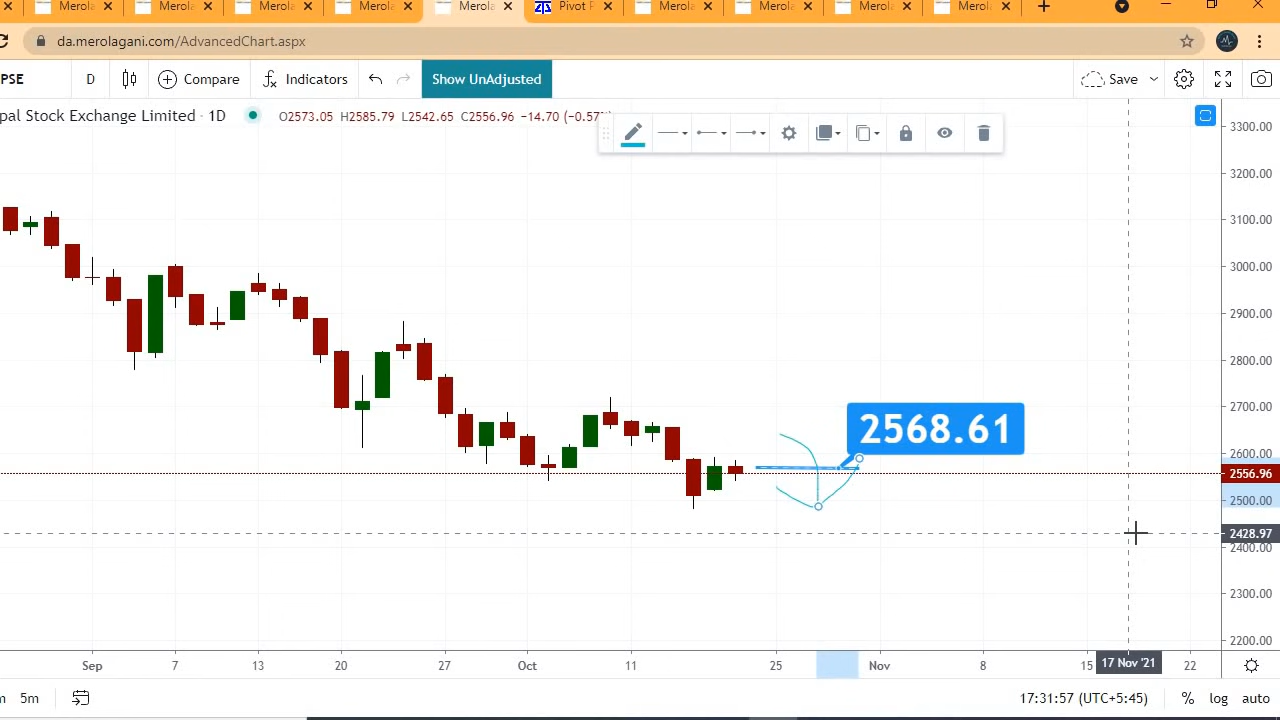 Merola
Merola
Merola
Merola
Merola
Pivot P
Merola
Merola
Merola
Merola
da.merolagani.com/AdvancedChart.aspx
PSE D Compare Indicators Show UnAdjusted Save
pal Stock Exchange Limited · 1D O2573.05 H2585.79 L2542.65 C2556.96 −14.70 (−0.57%
3300.00
3200.00
3100.00
3000.00
2900.00
2800.00
2700.00
2568.61
2600.00
2556.96
2500.00
2428.97
2400.00
2300.00
2200.00
Sep 7 13 20 27 Oct 11 25 Nov 8 15 17 Nov '21 22
m 5m 17:31:57 (UTC+5:45) % log auto